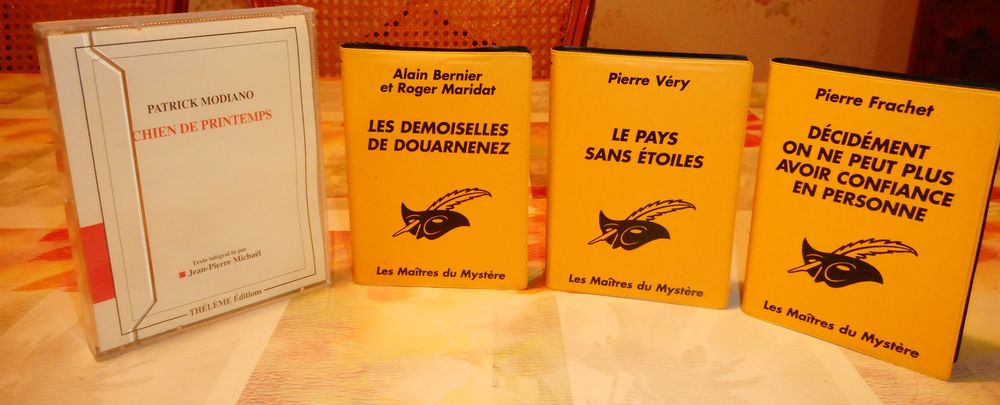 PATRICK MODIANO
CHIEN DE PRINTEMPS
Texte intégral lu par
Jean-Pierre Michaël
THÉLÈME Éditions
Alain Bernier
et Roger Maridat
LES DEMOISELLES
DE DOUARNENEZ
Les Maîtres du Mystère
Pierre Véry
LE PAYS
SANS ÉTOILES
Les Maîtres du Mystère
Pierre Frachet
DÉCIDÉMENT
ON NE PEUT PLUS
AVOIR CONFIANCE
EN PERSONNE
Les Maîtres du Mystère